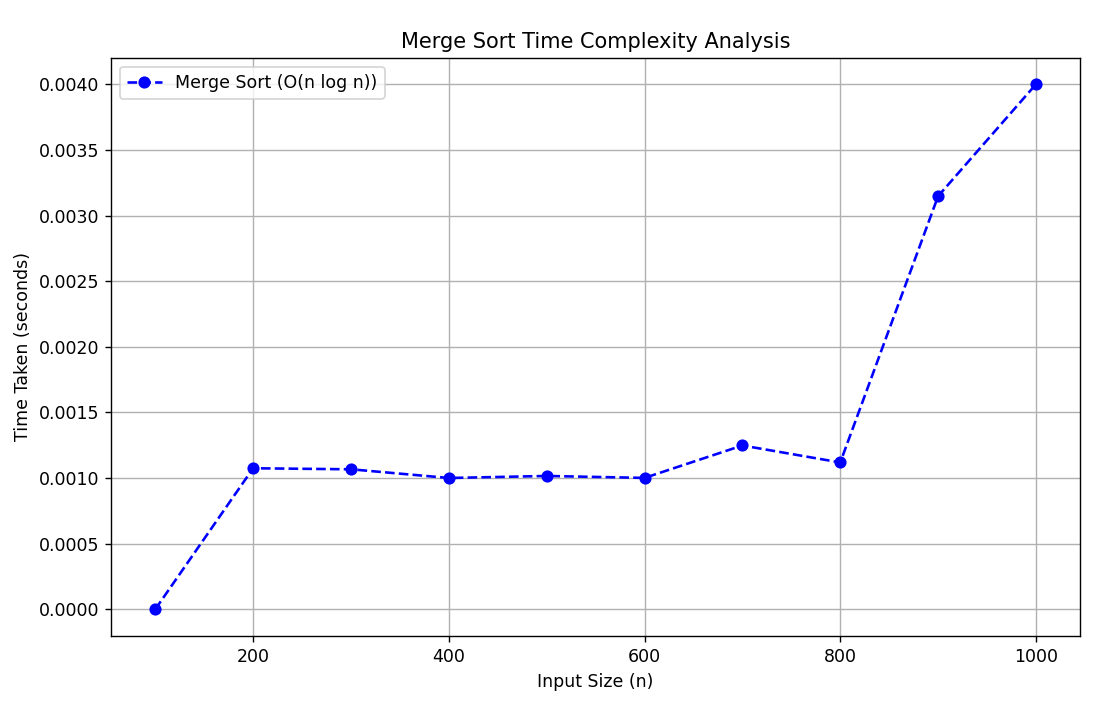 Merge Sort Time Complexity Analysis
Merge Sort (O(n log n))
Time Taken (seconds)
0.0040
0.0035
0.0030
0.0025
0.0020
0.0015
0.0010
0.0005
0.0000
200 400 600 800 1000
Input Size (n)